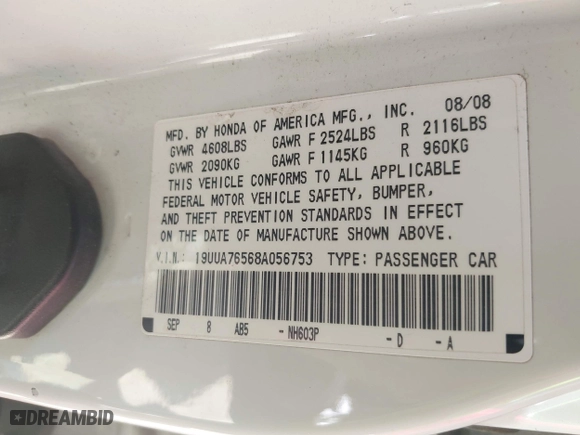 MFD. BY HONDA OF AMERICA MFG., INC. 08/08
GVWR 4608LBS GAWR F 2524LBS R 2116LBS
GVWR 2090KG GAWR F 1145KG R 960KG
THIS VEHICLE CONFORMS TO ALL APPLICABLE
FEDERAL MOTOR VEHICLE SAFETY, BUMPER,
AND THEFT PREVENTION STANDARDS IN EFFECT
ON THE DATE OF MANUFACTURE SHOWN ABOVE.
V.I.N.: 19UUA76568A056753 TYPE: PASSENGER CAR
SEP 8 AB5 - NH603P - D - A
DREAMBID